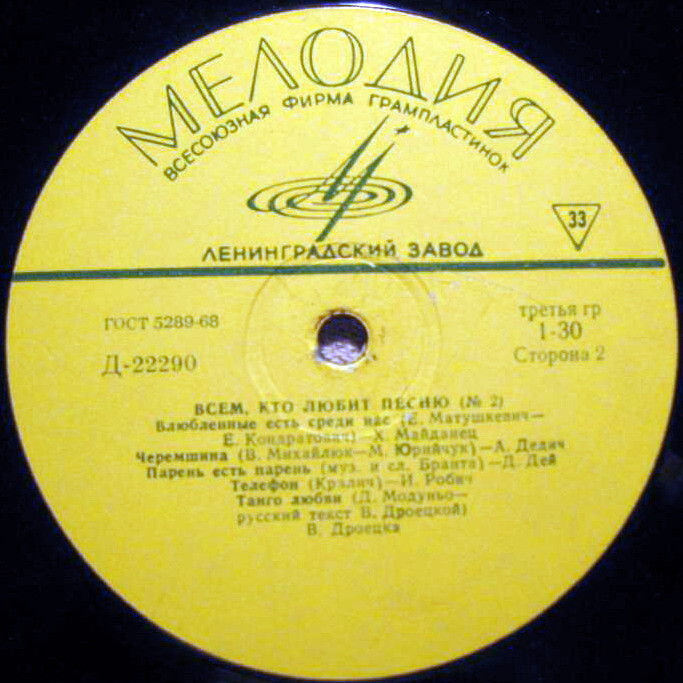 МЕЛОДИЯ
ВСЕСОЮЗНАЯ ФИРМА ГРАМПЛАСТИНОК
33
ЛЕНИНГРАДСКИЙ ЗАВОД
ГОСТ 5289-68
третья гр
Д-22290
1-30
Сторона 2
ВСЕМ, КТО ЛЮБИТ ПЕСНЮ (№ 2)
Влюбленные есть среди нас (Е. Матушкевич—
Е. Кондратович)— Х. Майданец
Черемшина (В. Михайлюк—М. Юрийчук)—А. Дедич
Парень есть парень (муз. и сл. Бранта)—Д. Дей
Телефон (Кралич)—И. Робич
Танго любви (Д. Модуньо—
русский текст В. Дроецкой)
В. Дроецка